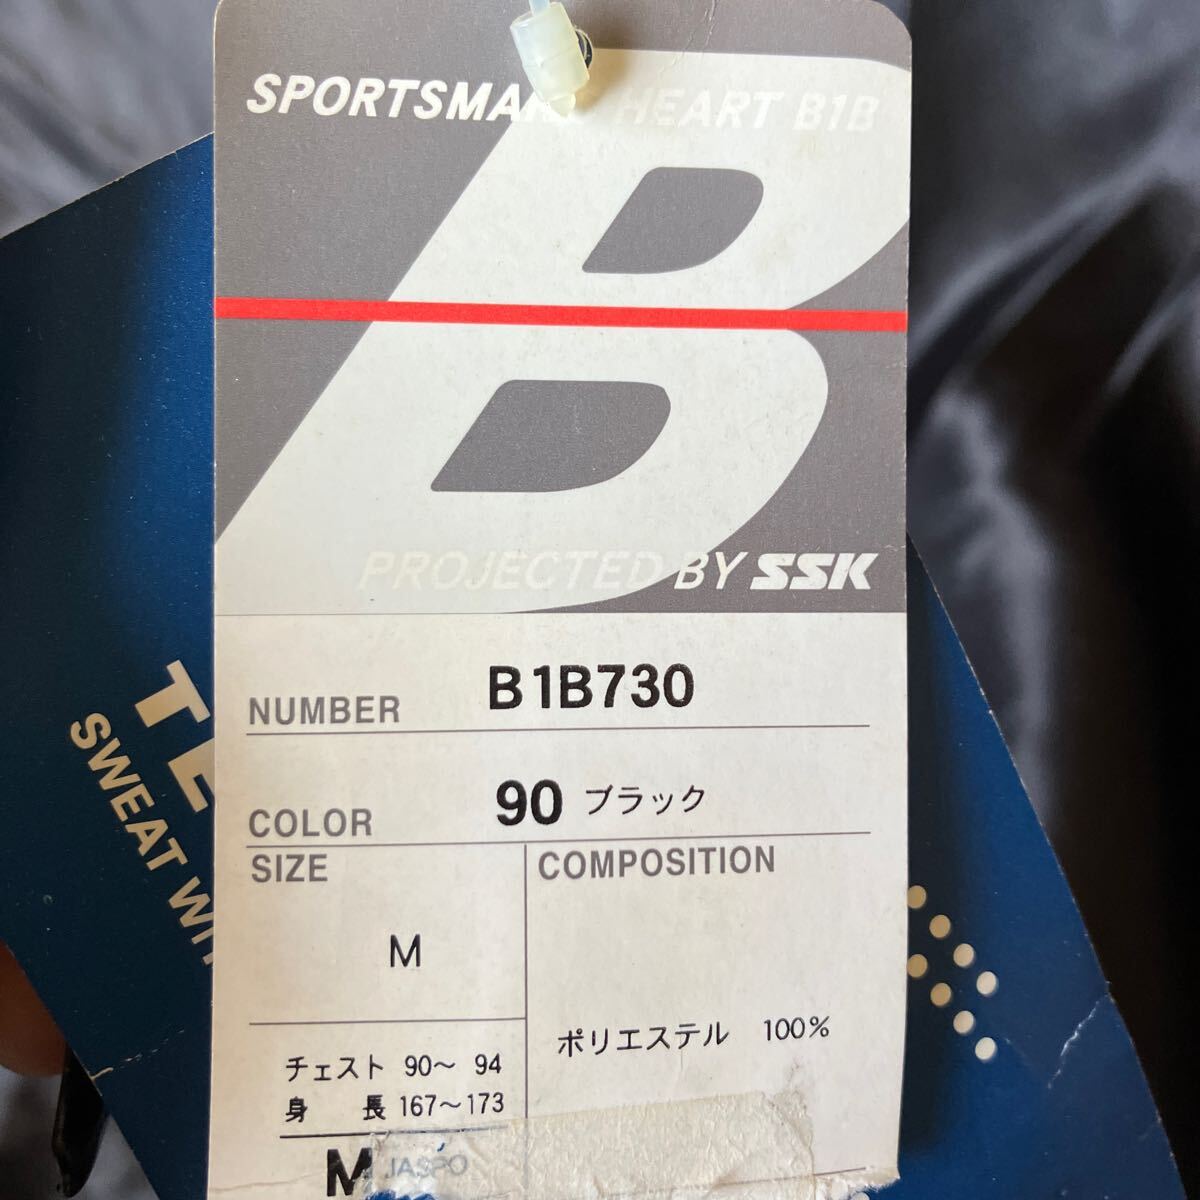 SPORTSMAN HEART B1B
PROJECTED BY SSK
NUMBER B1B730
COLOR 90 ブラック
SIZE
M
COMPOSITION
ポリエステル 100%
チェスト 90～ 94
身 長 167～173
M JASPO
SWEAT